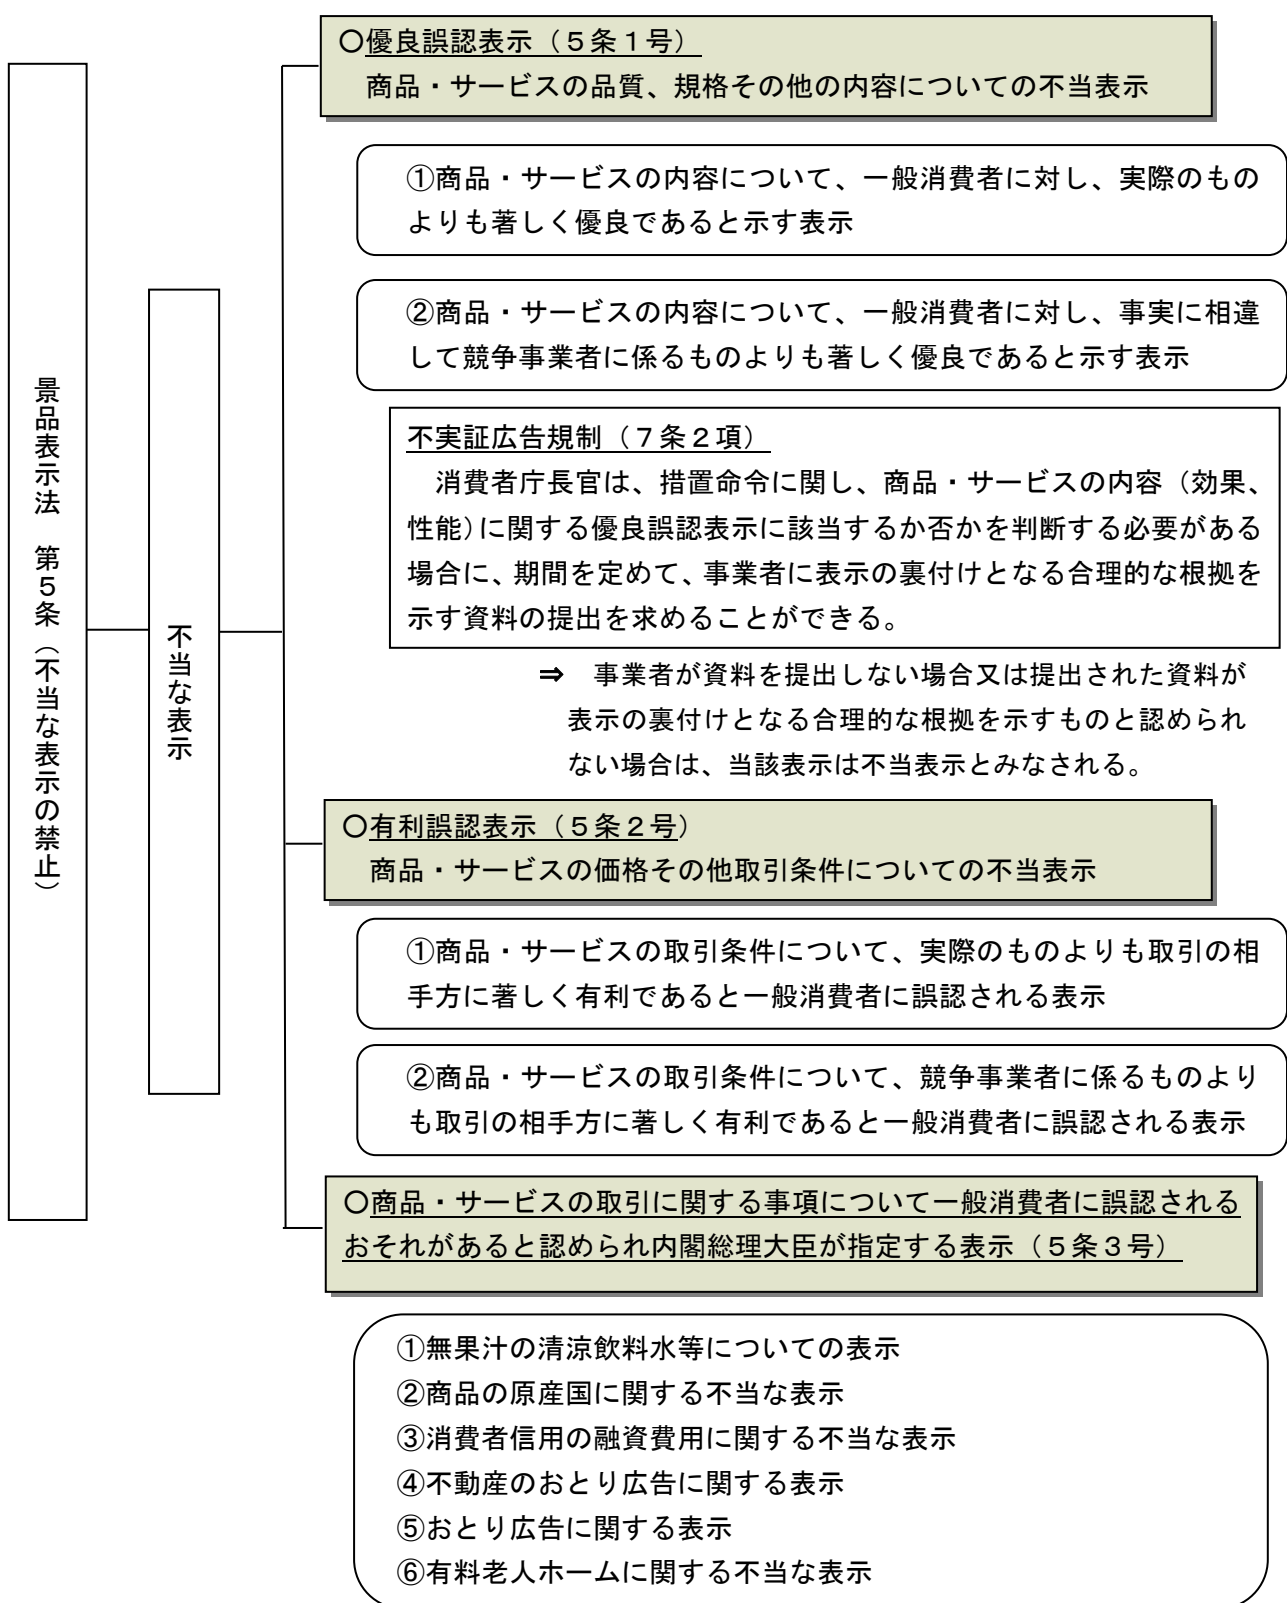 景品表示法　第５条（不当な表示の禁止）
不当な表示
○優良誤認表示（５条１号）
商品・サービスの品質、規格その他の内容についての不当表示
①商品・サービスの内容について、一般消費者に対し、実際のもの
よりも著しく優良であると示す表示
②商品・サービスの内容について、一般消費者に対し、事実に相違
して競争事業者に係るものよりも著しく優良であると示す表示
不実証広告規制（７条２項）
消費者庁長官は、措置命令に関し、商品・サービスの内容（効果、
性能）に関する優良誤認表示に該当するか否かを判断する必要がある
場合に、期間を定めて、事業者に表示の裏付けとなる合理的な根拠を
示す資料の提出を求めることができる。
⇒　事業者が資料を提出しない場合又は提出された資料が
表示の裏付けとなる合理的な根拠を示すものと認められ
ない場合は、当該表示は不当表示とみなされる。
○有利誤認表示（５条２号）
商品・サービスの価格その他取引条件についての不当表示
①商品・サービスの取引条件について、実際のものよりも取引の相
手方に著しく有利であると一般消費者に誤認される表示
②商品・サービスの取引条件について、競争事業者に係るものより
も取引の相手方に著しく有利であると一般消費者に誤認される表示
○商品・サービスの取引に関する事項について一般消費者に誤認される
おそれがあると認められ内閣総理大臣が指定する表示（５条３号）
①無果汁の清涼飲料水等についての表示
②商品の原産国に関する不当な表示
③消費者信用の融資費用に関する不当な表示
④不動産のおとり広告に関する表示
⑤おとり広告に関する表示
⑥有料老人ホームに関する不当な表示